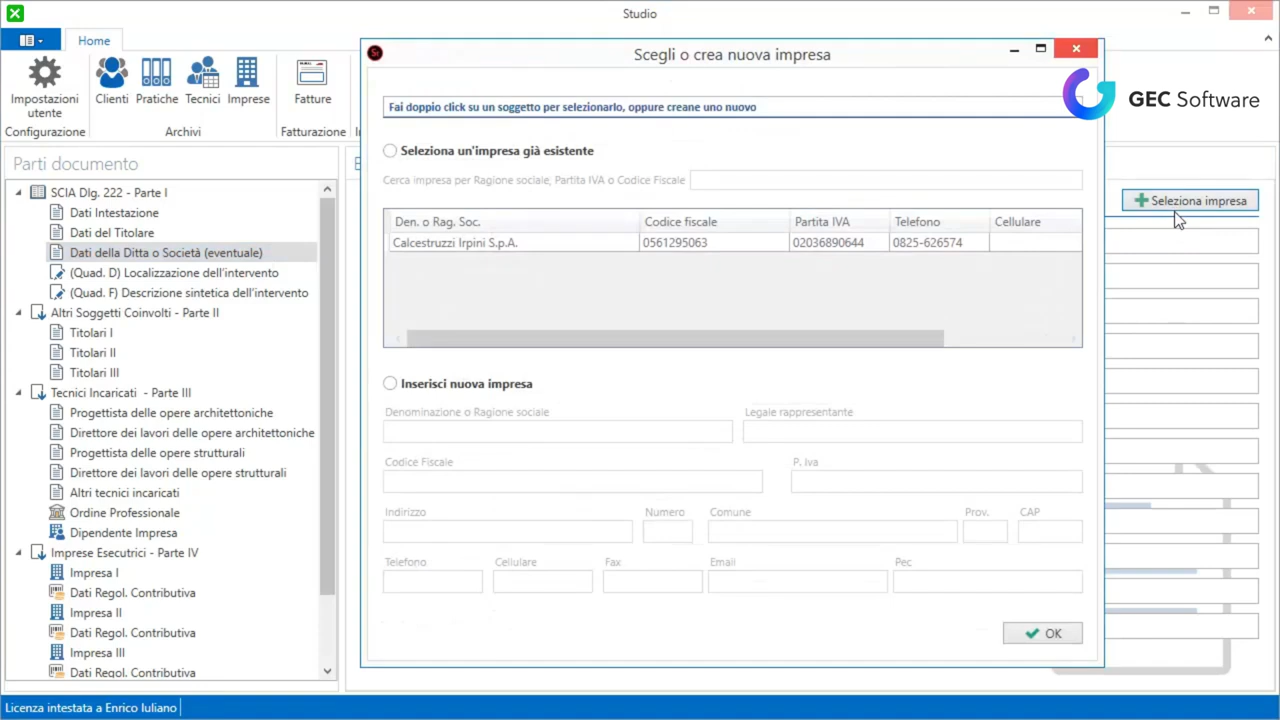 Studio
Home
Impostazioni utente
Clienti
Pratiche
Tecnici
Imprese
Fatture
Configurazione
Archivi
Fatturazione
Parti documento
SCIA Dlg. 222 - Parte I
Dati Intestazione
Dati del Titolare
Dati della Ditta o Società (eventuale)
(Quad. D) Localizzazione dell'intervento
(Quad. F) Descrizione sintetica dell'intervento
Altri Soggetti Coinvolti - Parte II
Titolari I
Titolari II
Titolari III
Tecnici Incaricati - Parte III
Progettista delle opere architettoniche
Direttore dei lavori delle opere architettoniche
Progettista delle opere strutturali
Direttore dei lavori delle opere strutturali
Altri tecnici incaricati
Ordine Professionale
Dipendente Impresa
Imprese Esecutrici - Parte IV
Impresa I
Dati Regol. Contributiva
Impresa II
Dati Regol. Contributiva
Impresa III
Dati Regol. Contributiva
Scegli o crea nuova impresa
GEC Software
Fai doppio click su un soggetto per selezionarlo, oppure creane uno nuovo
Seleziona un'impresa già esistente
Cerca impresa per Ragione sociale, Partita IVA o Codice Fiscale
Den. o Rag. Soc. Codice fiscale Partita IVA Telefono Cellulare
Calcestruzzi Irpini S.p.A. 0561295063 02036890644 0825-626574
Inserisci nuova impresa
Denominazione o Ragione sociale Legale rappresentante
Codice Fiscale P. Iva
Indirizzo Numero Comune Prov. CAP
Telefono Cellulare Fax Email Pec
OK
Seleziona impresa
Licenza intestata a Enrico Iuliano